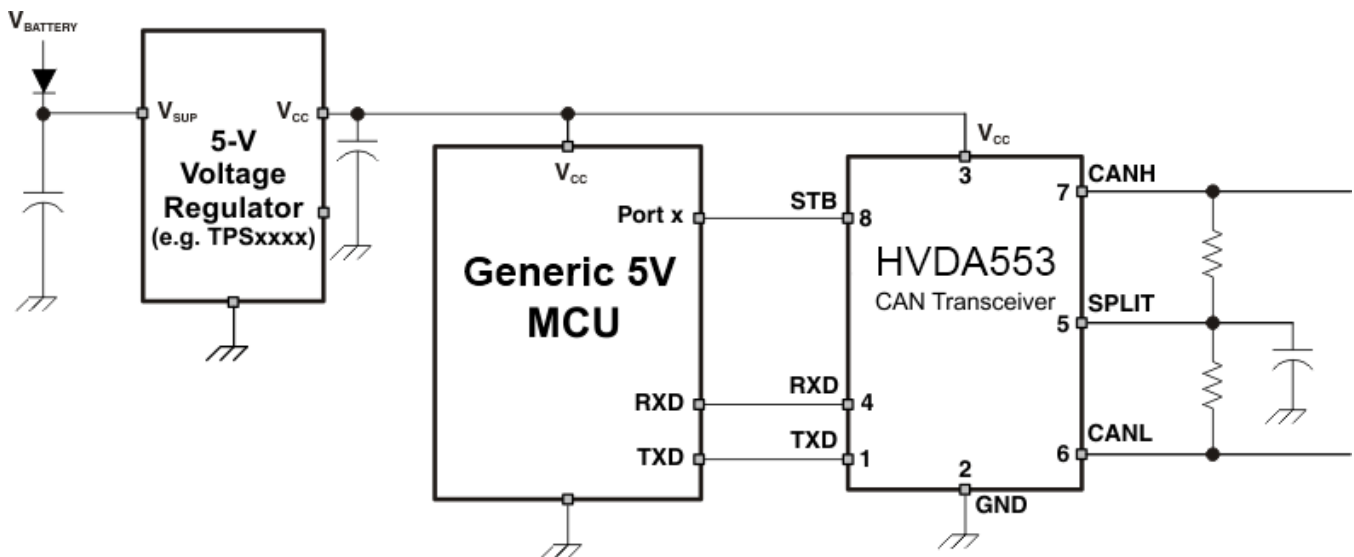 VBATTERY
VSUP
VCC
5-V
Voltage
Regulator
(e.g. TPSxxxx)
VCC
Port x
Generic 5V
MCU
RXD
TXD
STB
RXD
TXD
VCC
3
8
4
1
HVDA553
CAN Transceiver
7
5
6
2
GND
CANH
SPLIT
CANL